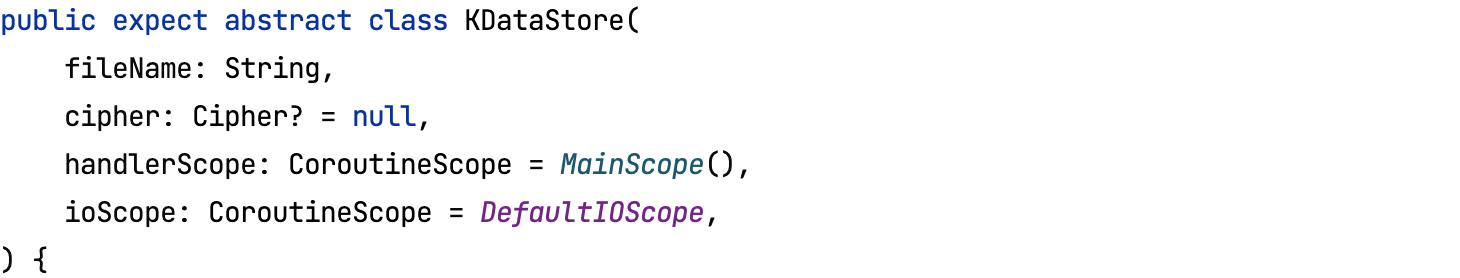 public expect abstract class KDataStore(
    fileName: String,
    cipher: Cipher? = null,
    handlerScope: CoroutineScope = MainScope(),
    ioScope: CoroutineScope = DefaultIOScope,
) {